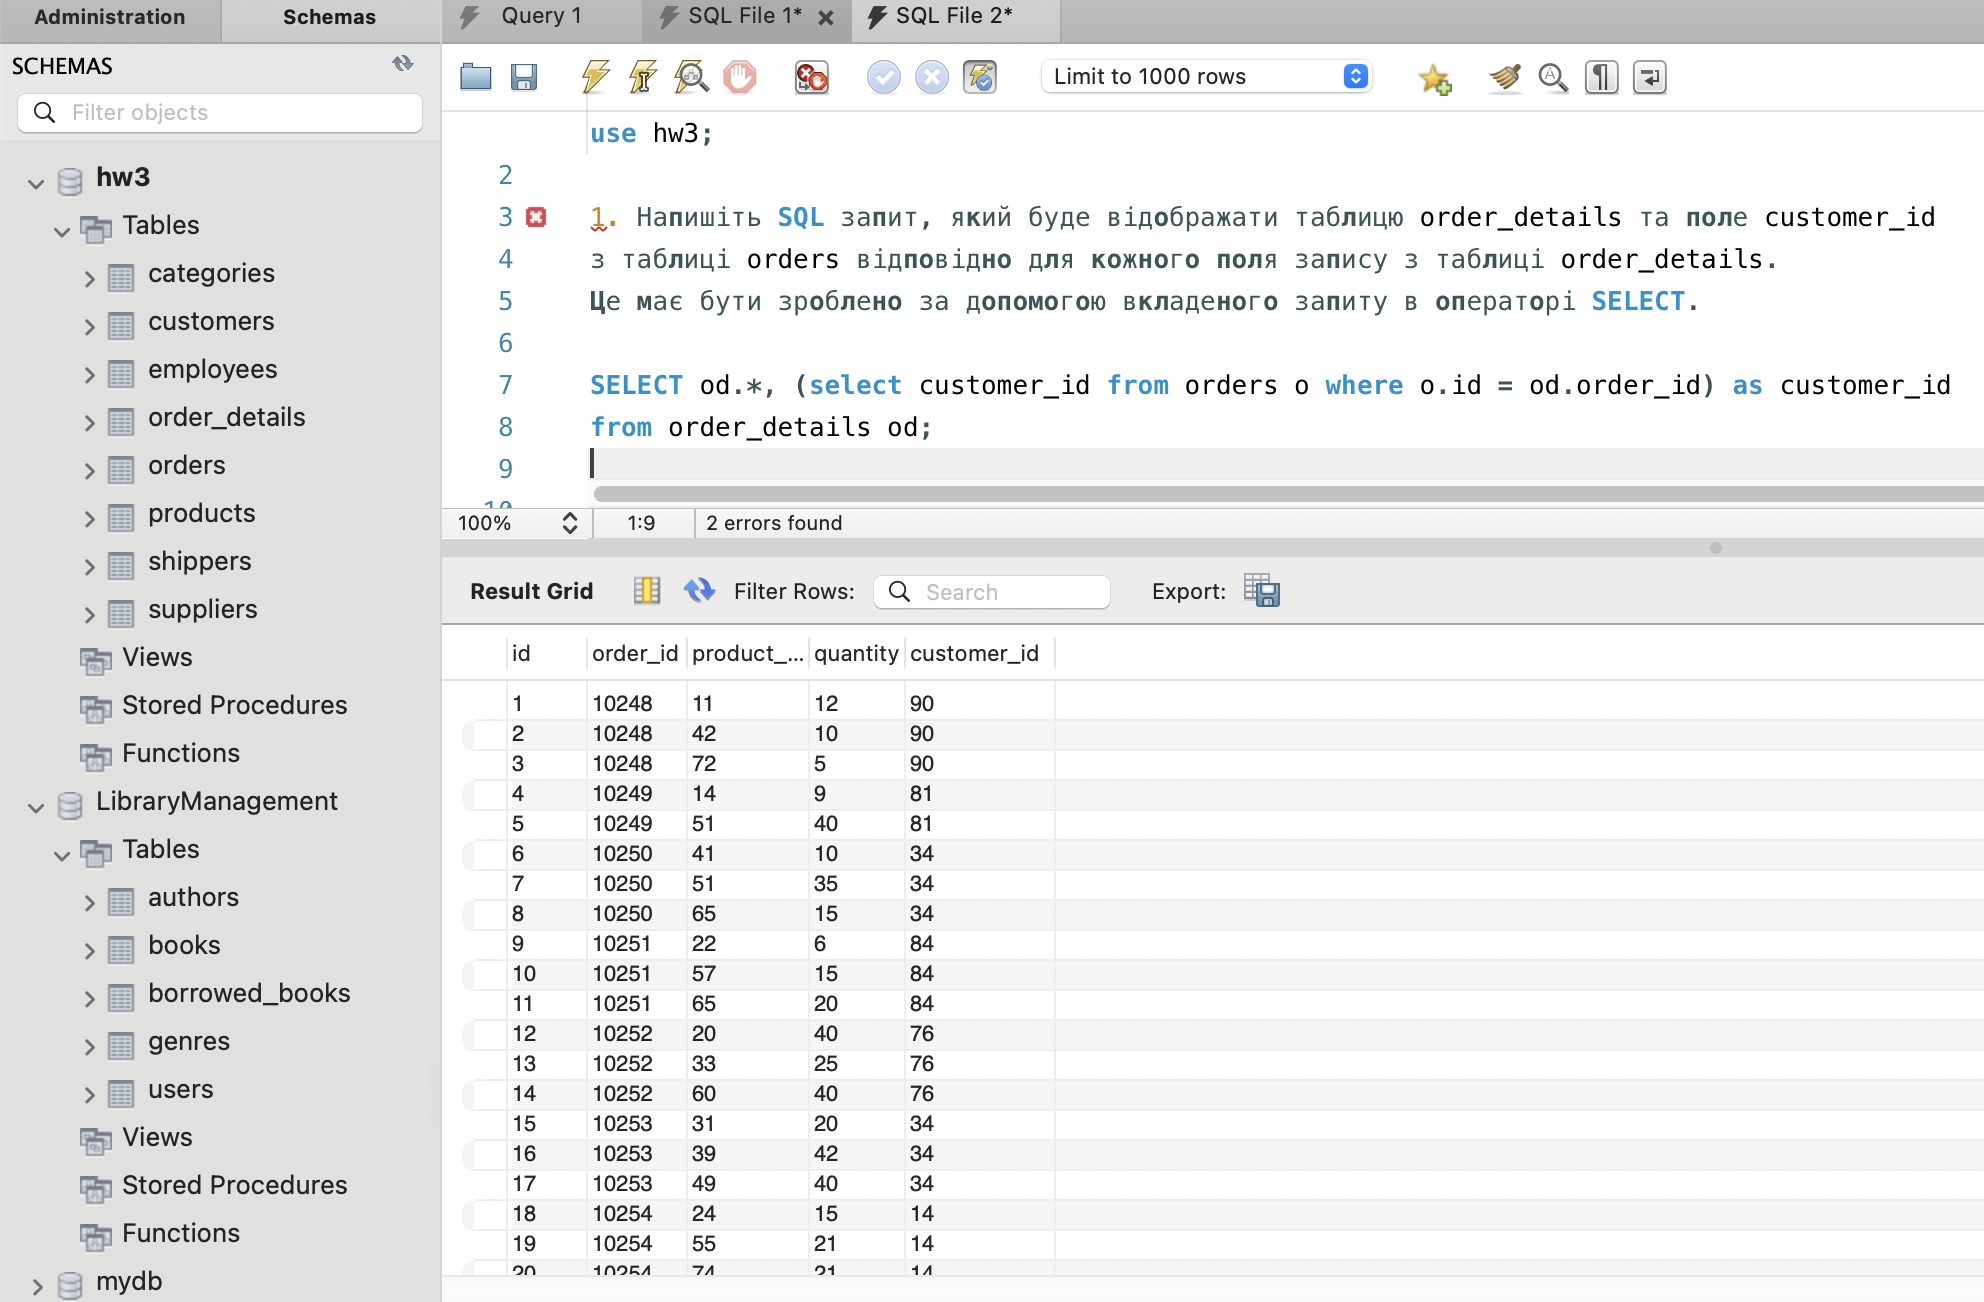 Administration
Schemas
Query 1
SQL File 1*
SQL File 2*
SCHEMAS
Filter objects
Limit to 1000 rows
hw3
Tables
categories
customers
employees
order_details
orders
products
shippers
suppliers
Views
Stored Procedures
Functions
LibraryManagement
Tables
authors
books
borrowed_books
genres
users
Views
Stored Procedures
Functions
mydb
use hw3;
2
3 1. Напишіть SQL запит, який буде відображати таблицю order_details та поле customer_id
4 з таблиці orders відповідно для кожного поля запису з таблиці order_details.
5 Це має бути зроблено за допомогою вкладеного запиту в операторі SELECT.
6
7 SELECT od.*, (select customer_id from orders o where o.id = od.order_id) as customer_id
8 from order_details od;
9
10
100% 1:9 2 errors found
Result Grid Filter Rows: Search Export:
id order_id product_... quantity customer_id
1 10248 11 12 90
2 10248 42 10 90
3 10248 72 5 90
4 10249 14 9 81
5 10249 51 40 81
6 10250 41 10 34
7 10250 51 35 34
8 10250 65 15 34
9 10251 22 6 84
10 10251 57 15 84
11 10251 65 20 84
12 10252 20 40 76
13 10252 33 25 76
14 10252 60 40 76
15 10253 31 20 34
16 10253 39 42 34
17 10253 49 40 34
18 10254 24 15 14
19 10254 55 21 14
20 10254 74 21 14